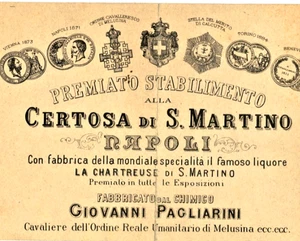 VIENNA 1873
NAPOLI 1871
ORDINE CAVALLERESCO
DI MELUSINA
STELLA DEL MERITO
DI CALCUTTA
TORINO 1884
PREMIATO STABILIMENTO
ALLA
CERTOSA DI S. MARTINO
NAPOLI
Con fabbrica della mondiale specialità il famoso liquore
LA CHARTREUSE DI S. MARTINO
Premiato in tutte le Esposizioni
FABBRICATO DAL CHIMICO
GIOVANNI PAGLIARINI
Cavaliere dell'Ordine Reale Umanitario di Melusina ecc. ecc.